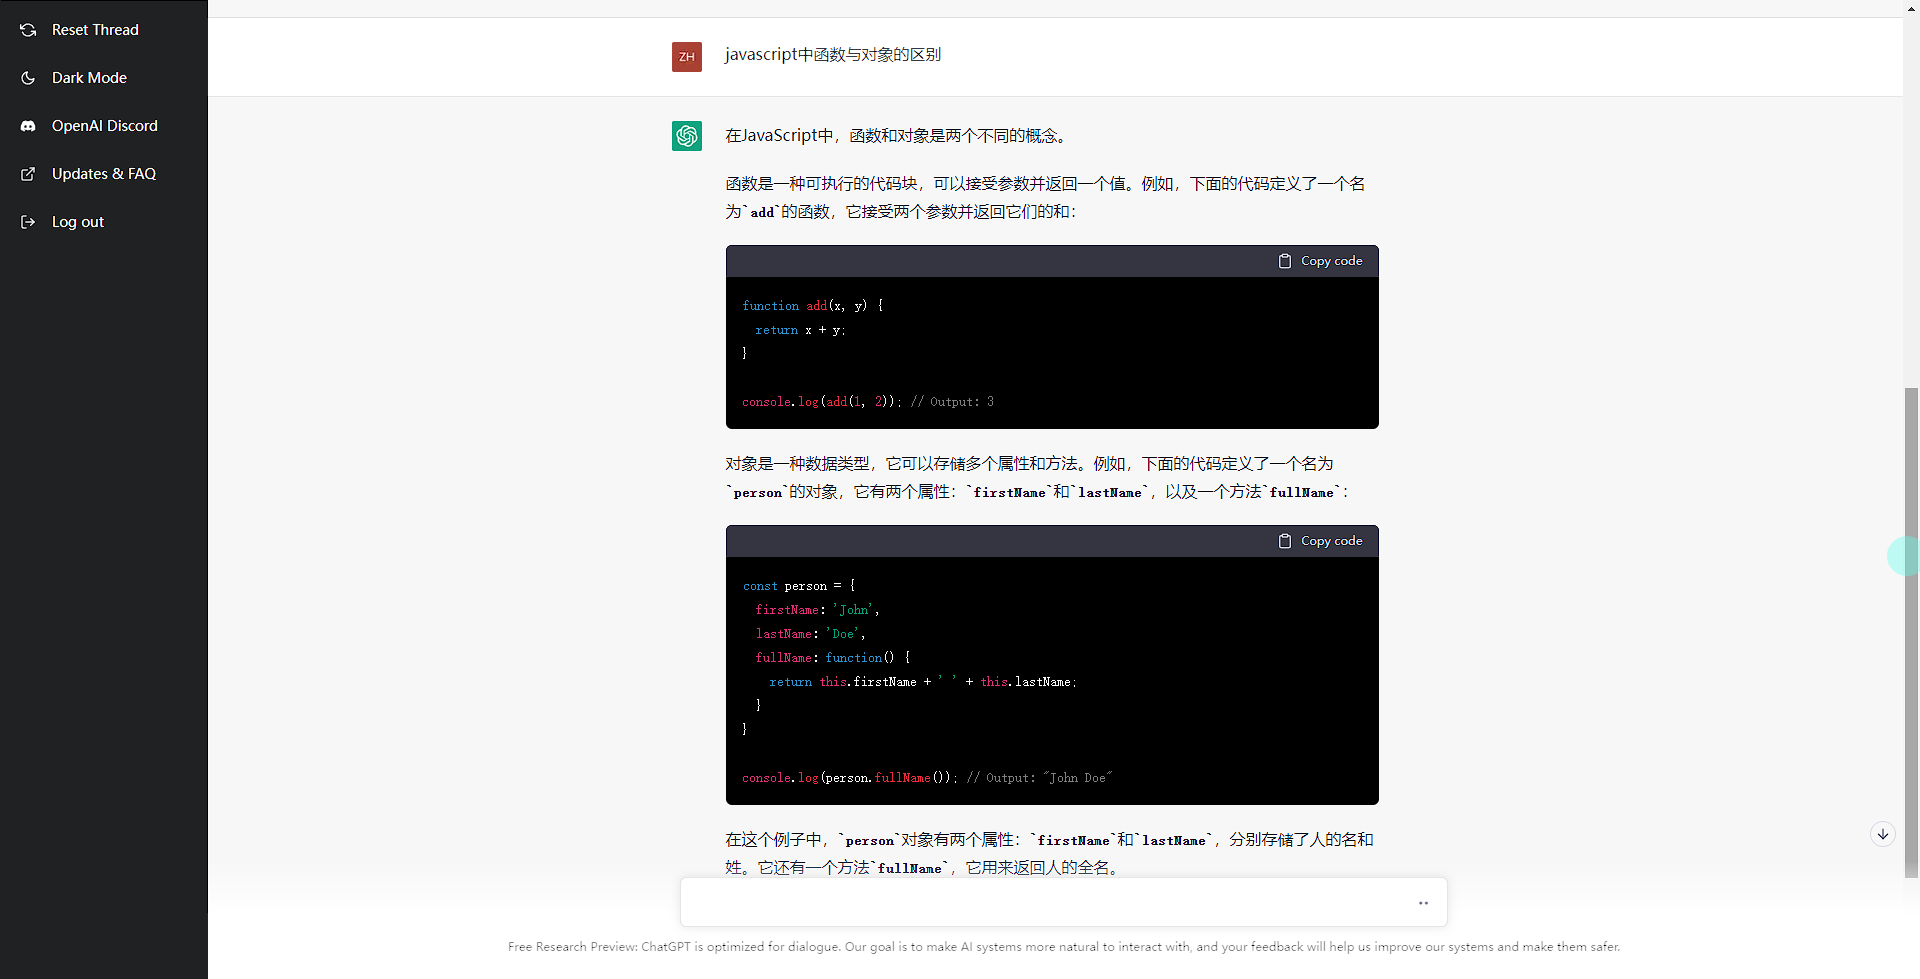 Reset Thread
Dark Mode
OpenAI Discord
Updates & FAQ
Log out
ZH
javascript中函数与对象的区别
在JavaScript中，函数和对象是两个不同的概念。
函数是一种可执行的代码块，可以接受参数并返回一个值。例如，下面的代码定义了一个名
为`add`的函数，它接受两个参数并返回它们的和：
Copy code
function add(x, y) {
  return x + y;
}
console.log(add(1, 2)); // Output: 3
对象是一种数据类型，它可以存储多个属性和方法。例如，下面的代码定义了一个名为
`person`的对象，它有两个属性：`firstName`和`lastName`，以及一个方法`fullName`：
Copy code
const person = {
  firstName: 'John',
  lastName: 'Doe',
  fullName: function() {
    return this.firstName + ' ' + this.lastName;
  }
}
console.log(person.fullName()); // Output: "John Doe"
在这个例子中，`person`对象有两个属性：`firstName`和`lastName`，分别存储了人的名和
姓。它还有一个方法`fullName`，它用来返回人的全名。
Free Research Preview: ChatGPT is optimized for dialogue. Our goal is to make AI systems more natural to interact with, and your feedback will help us improve our systems and make them safer.